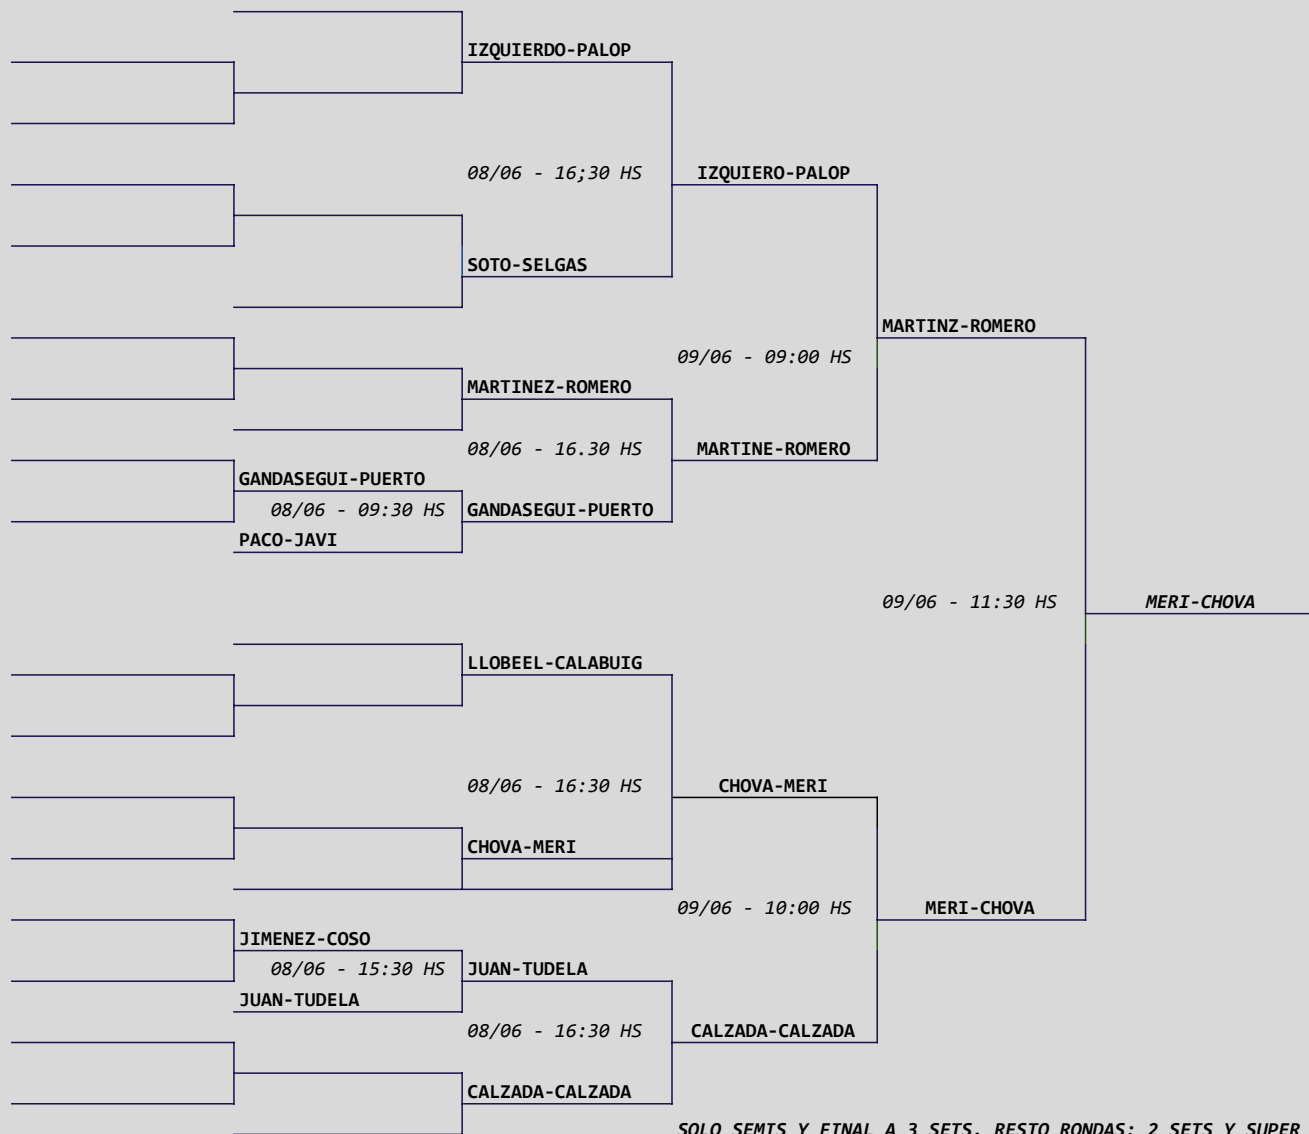 IZQUIERDO-PALOP
08/06 - 16;30 HS
IZQUIERO-PALOP
SOTO-SELGAS
MARTINZ-ROMERO
09/06 - 09:00 HS
MARTINEZ-ROMERO
08/06 - 16.30 HS
MARTINE-ROMERO
GANDASEGUI-PUERTO
08/06 - 09:30 HS
GANDASEGUI-PUERTO
PACO-JAVI
09/06 - 11:30 HS
MERI-CHOVA
LLOBEEL-CALABUIG
08/06 - 16:30 HS
CHOVA-MERI
CHOVA-MERI
09/06 - 10:00 HS
MERI-CHOVA
JIMENEZ-COSO
08/06 - 15:30 HS
JUAN-TUDELA
JUAN-TUDELA
08/06 - 16:30 HS
CALZADA-CALZADA
CALZADA-CALZADA
SOLO SEMIS Y FINAL A 3 SETS. RESTO RONDAS: 2 SETS Y SUPER